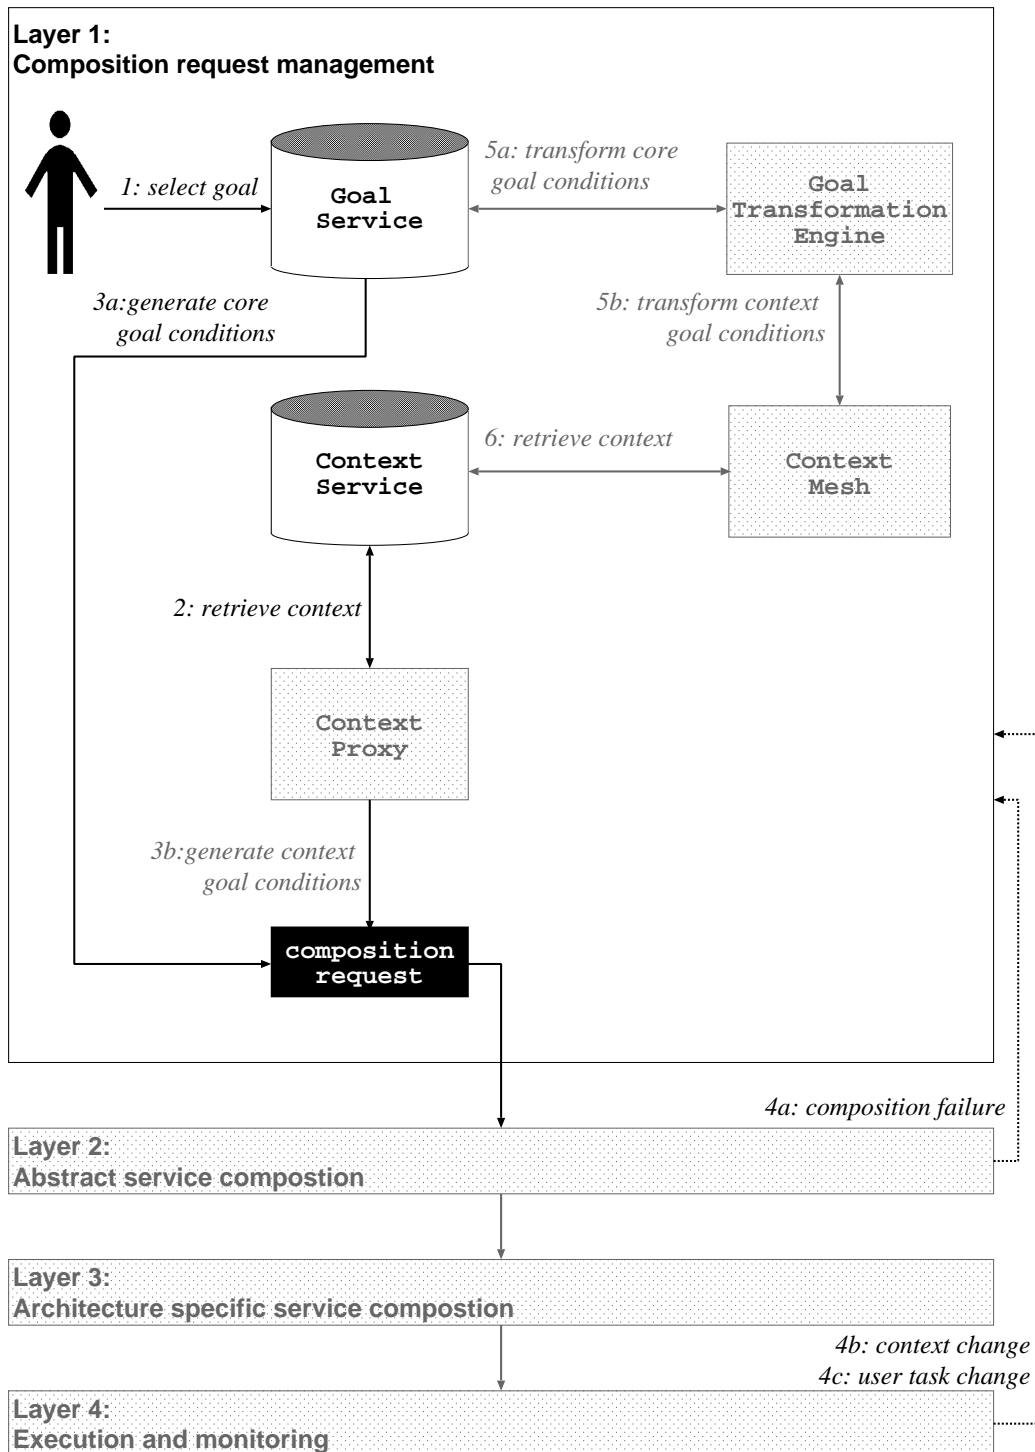 Layer 1:
Composition request management
1: select goal
Goal
Service
5a: transform core
goal conditions
Goal
Transformation
Engine
3a:generate core
goal conditions
5b: transform context
goal conditions
Context
Service
6: retrieve context
Context
Mesh
2: retrieve context
Context
Proxy
3b:generate context
goal conditions
composition
request
4a: composition failure
Layer 2:
Abstract service compostion
Layer 3:
Architecture specific service compostion
4b: context change
4c: user task change
Layer 4:
Execution and monitoring